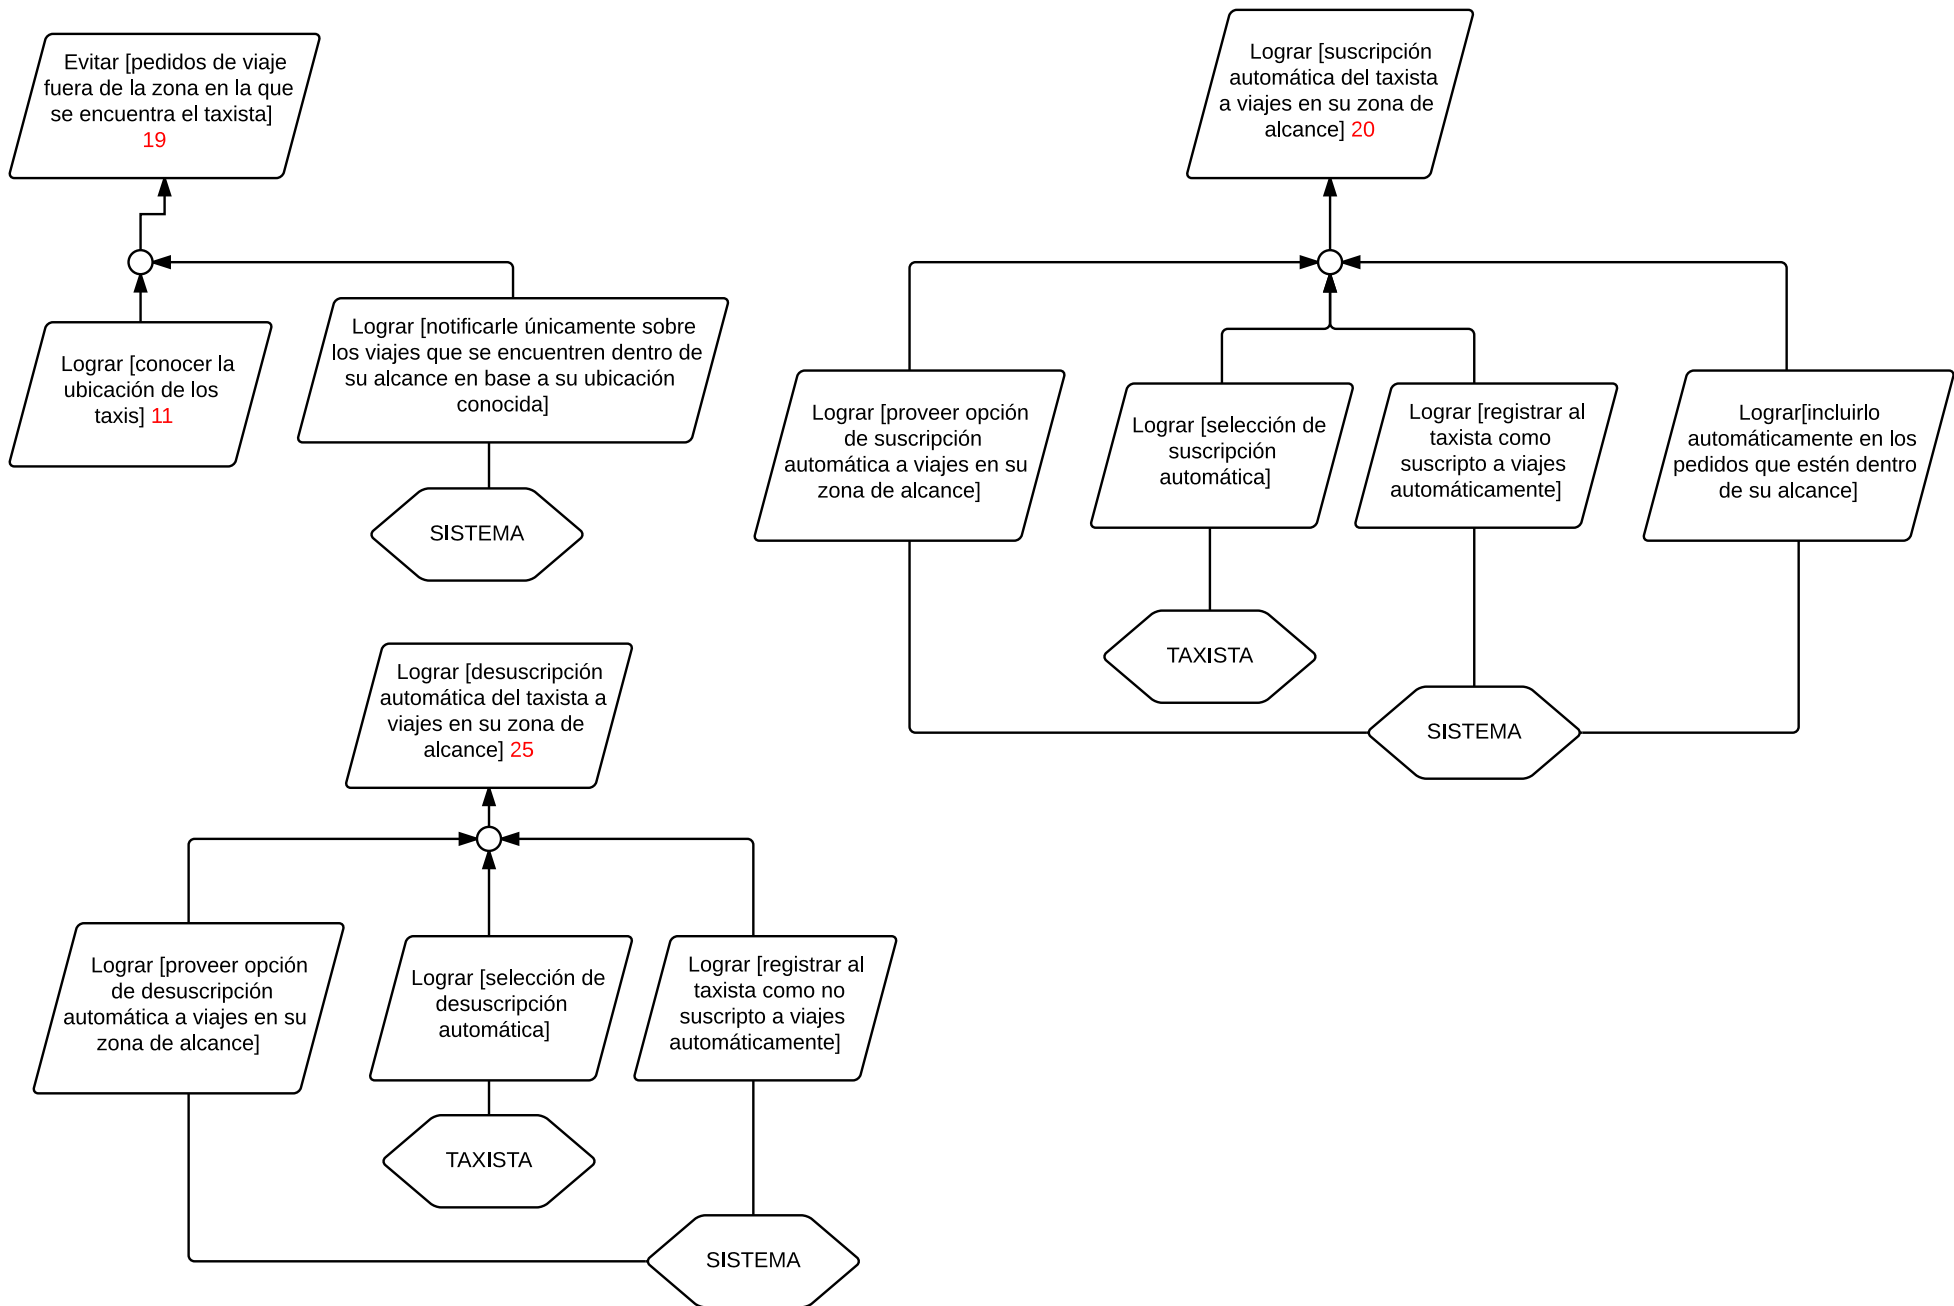 Evitar [pedidos de viaje
fuera de la zona en la que
se encuentra el taxista]
19
Lograr [conocer la
ubicación de los
taxis] 11
Lograr [notificarle únicamente sobre
los viajes que se encuentren dentro de
su alcance en base a su ubicación
conocida]
SISTEMA
Lograr [suscripción
automática del taxista
a viajes en su zona de
alcance] 20
Lograr [proveer opción
de suscripción
automática a viajes en su
zona de alcance]
Lograr [selección de
suscripción
automática]
Lograr [registrar al
taxista como
suscripto a viajes
automáticamente]
Lograr[incluirlo
automáticamente en los
pedidos que estén dentro
de su alcance]
TAXISTA
SISTEMA
Lograr [desuscripción
automática del taxista a
viajes en su zona de
alcance] 25
Lograr [proveer opción
de desuscripción
automática a viajes en su
zona de alcance]
Lograr [selección de
desuscripción
automática]
Lograr [registrar al
taxista como no
suscripto a viajes
automáticamente]
TAXISTA
SISTEMA